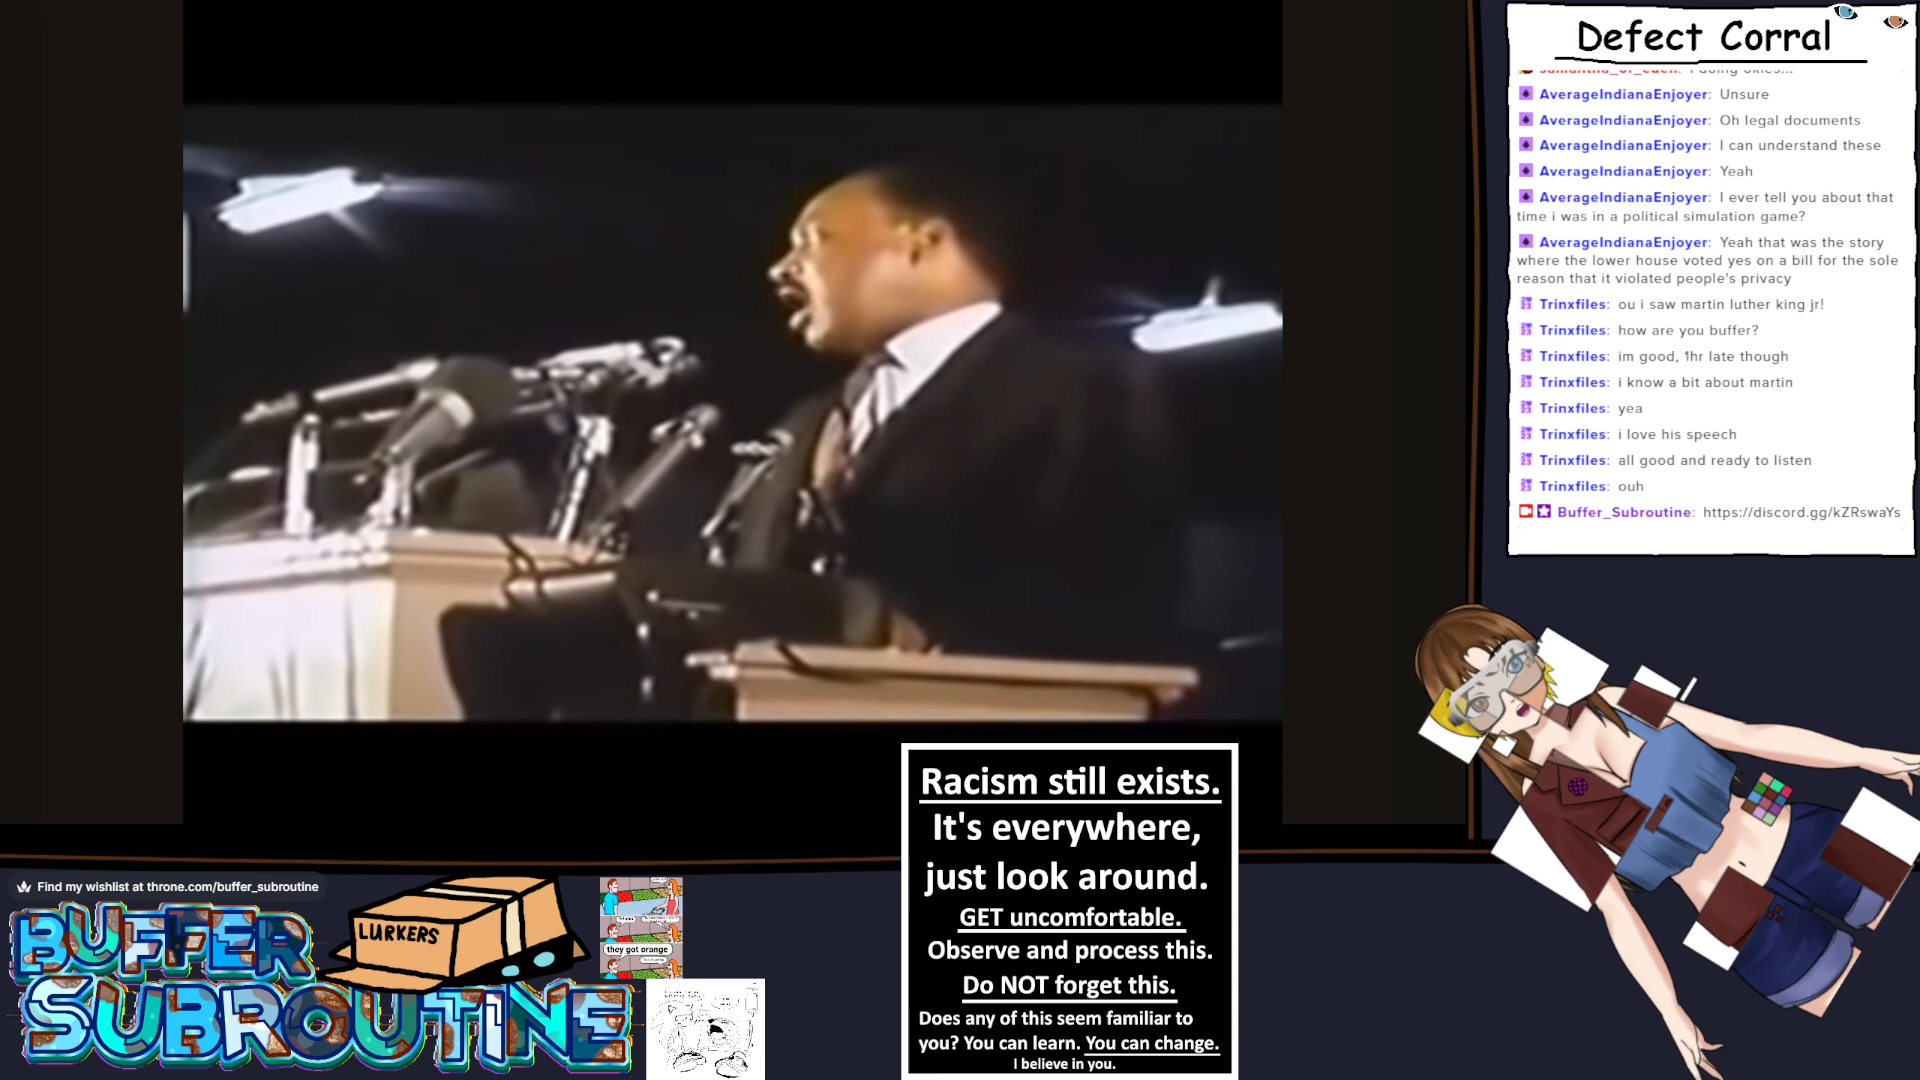 Defect Corral
AverageIndianaEnjoyer: Unsure
AverageIndianaEnjoyer: Oh legal documents
AverageIndianaEnjoyer: I can understand these
AverageIndianaEnjoyer: Yeah
AverageIndianaEnjoyer: I ever tell you about that
time i was in a political simulation game?
AverageIndianaEnjoyer: Yeah that was the story
where the lower house voted yes on a bill for the sole
reason that it violated people's privacy
Trinxfiles: ou i saw martin luther king jr!
Trinxfiles: how are you buffer?
Trinxfiles: im good, 1hr late though
Trinxfiles: i know a bit about martin
Trinxfiles: yea
Trinxfiles: i love his speech
Trinxfiles: all good and ready to listen
Trinxfiles: ouh
Buffer_Subroutine: https://discord.gg/kZRswaYs
Racism still exists.
It's everywhere,
just look around.
GET uncomfortable.
Observe and process this.
Do NOT forget this.
Does any of this seem familiar to
you? You can learn. You can change.
I believe in you.
Find my wishlist at throne.com/buffer_subroutine
BUFFER
SUBROUTINE
LURKERS
they got orange